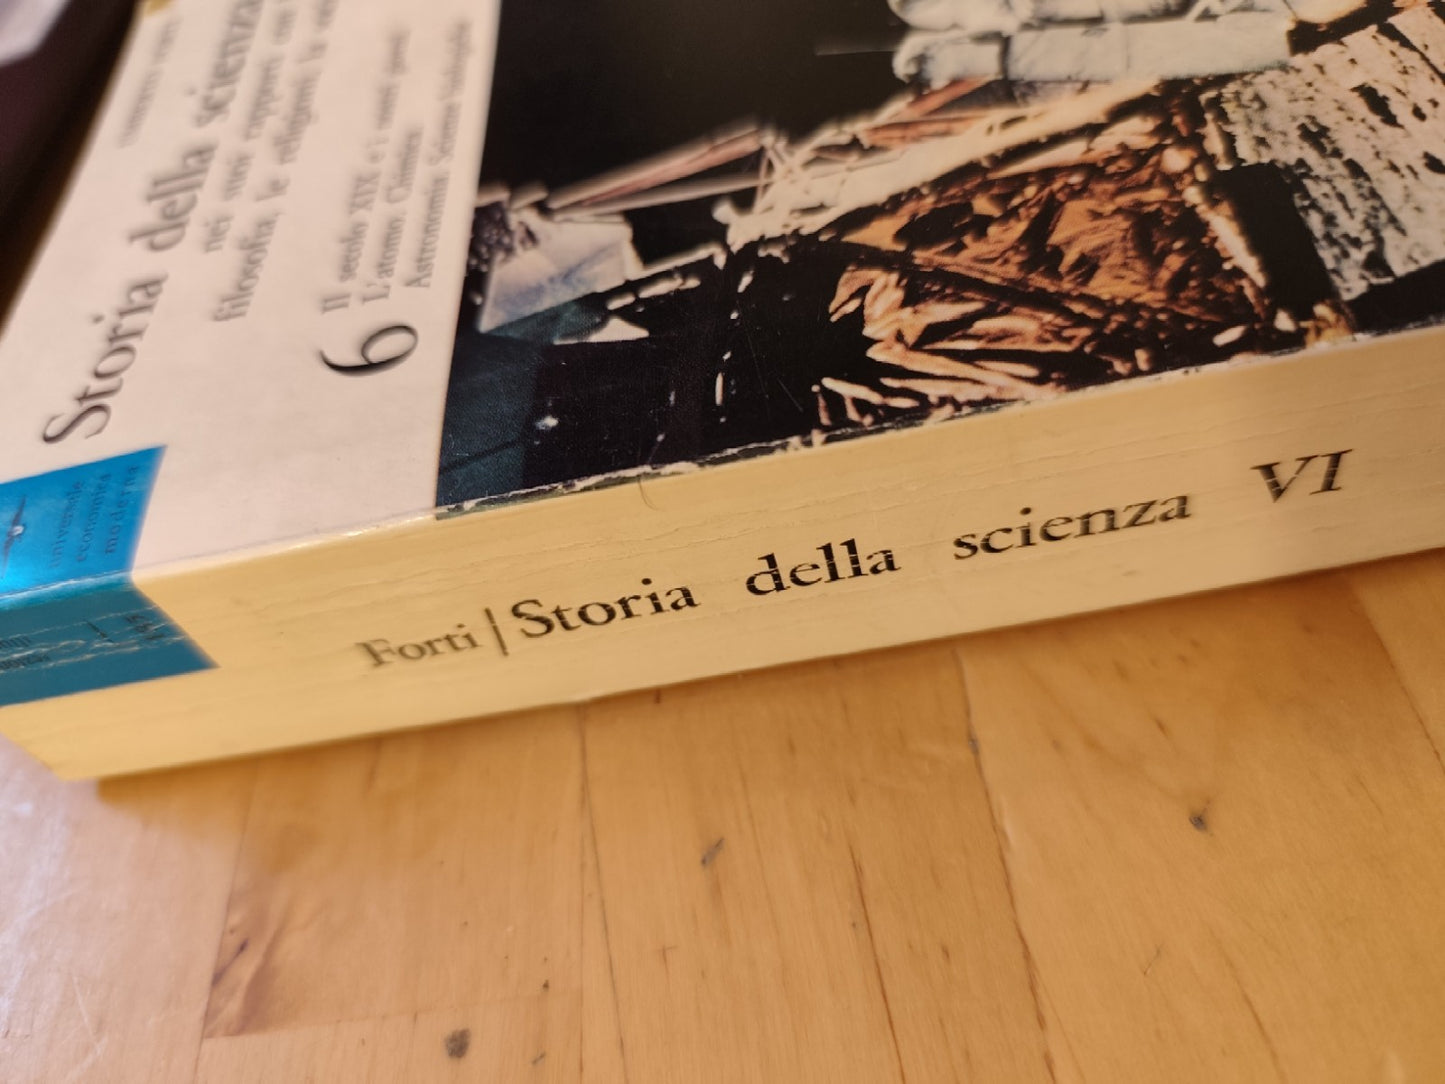 Storia della scienza
nei suoi rapporti con
filosofia, le religioni, la
6
Il secolo XIX e i nostri giorni:
L'atomo. Chimica
Astronomia. Scienze biologiche
universale
economica
moderna
Forti | Storia della scienza VI